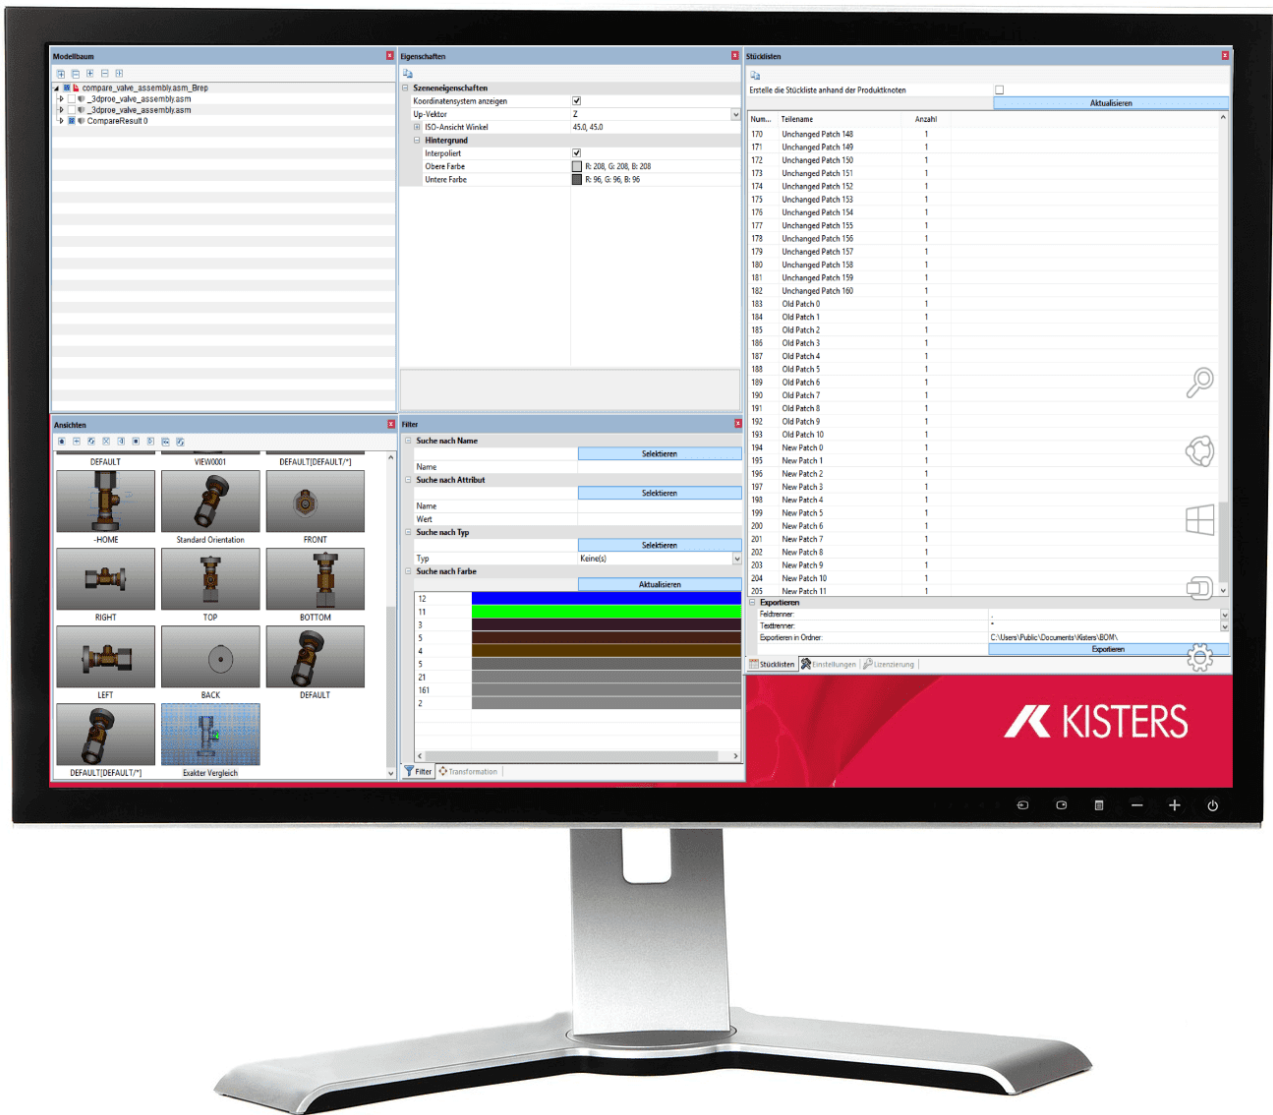 Modellbaum
compare_valve_assembly.asm_Brep
_3dproe_valve_assembly.asm
_3dproe_valve_assembly.asm
CompareResult 0
Eigenschaften
Szeneneigenschaften
Koordinatensystem anzeigen
Up-Vektor Z
ISO-Ansicht Winkel 45.0, 45.0
Hintergrund
Interpoliert
Obere Farbe R: 208, G: 208, B: 208
Untere Farbe R: 96, G: 96, B: 96
Stücklisten
Erstelle die Stückliste anhand der Produktknoten
Aktualisieren
Num... Teilename Anzahl
170 Unchanged Patch 148 1
171 Unchanged Patch 149 1
172 Unchanged Patch 150 1
173 Unchanged Patch 151 1
174 Unchanged Patch 152 1
175 Unchanged Patch 153 1
176 Unchanged Patch 154 1
177 Unchanged Patch 155 1
178 Unchanged Patch 156 1
179 Unchanged Patch 157 1
180 Unchanged Patch 158 1
181 Unchanged Patch 159 1
182 Unchanged Patch 160 1
183 Old Patch 0 1
184 Old Patch 1 1
185 Old Patch 2 1
186 Old Patch 3 1
187 Old Patch 4 1
188 Old Patch 5 1
189 Old Patch 6 1
190 Old Patch 7 1
191 Old Patch 8 1
192 Old Patch 9 1
193 Old Patch 10 1
194 New Patch 0 1
195 New Patch 1 1
196 New Patch 2 1
197 New Patch 3 1
198 New Patch 4 1
199 New Patch 5 1
200 New Patch 6 1
201 New Patch 7 1
202 New Patch 8 1
203 New Patch 9 1
204 New Patch 10 1
205 New Patch 11 1
Exportieren
Feldtrenner:
Texttrenner: "
Exportieren in Ordner: C:\Users\Public\Documents\Kisters\BOM\
Exportieren
Stücklisten Einstellungen Lizenzierung
Ansichten
DEFAULT VIEW0001 DEFAULT[DEFAULT/*]
-HOME Standard Orientation FRONT
RIGHT TOP BOTTOM
LEFT BACK DEFAULT
DEFAULT[DEFAULT/*] Exakter Vergleich
Filter
Suche nach Name
Selektieren
Name
Suche nach Attribut
Selektieren
Name
Wert
Suche nach Typ
Selektieren
Typ Keine(s)
Suche nach Farbe
Aktualisieren
12
11
3
5
4
5
21
161
2
Filter Transformation
KISTERS